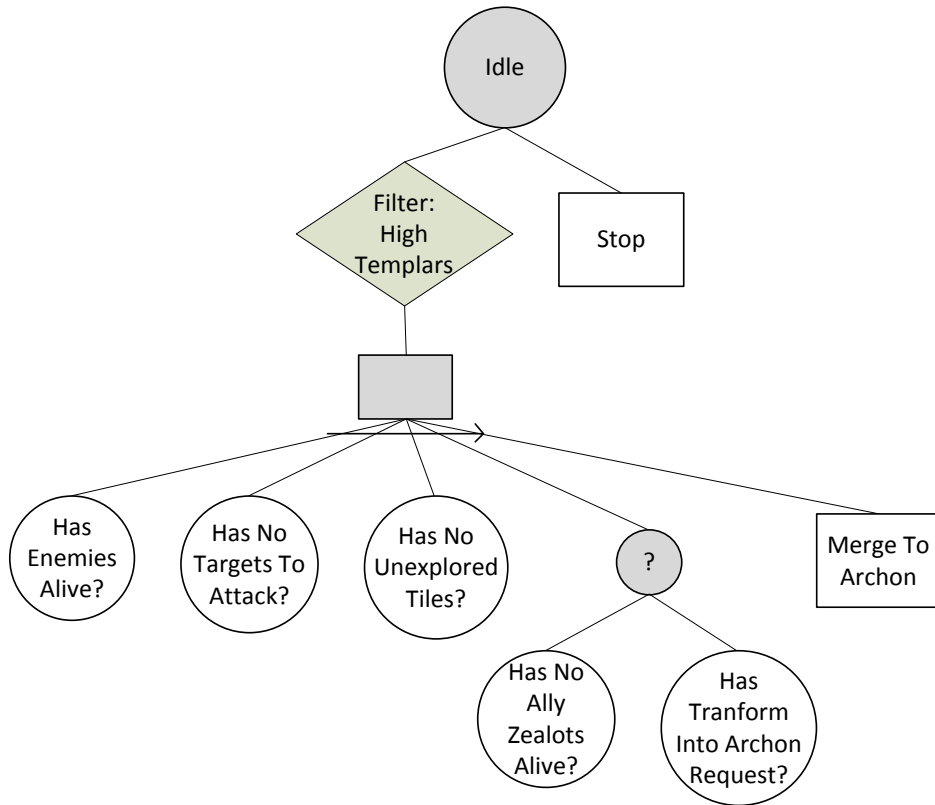 Idle
Filter:
High
Templars
Stop
Has
Enemies
Alive?
Has No
Targets To
Attack?
Has No
Unexplored
Tiles?
?
Merge To
Archon
Has No
Ally
Zealots
Alive?
Has
Tranform
Into Archon
Request?